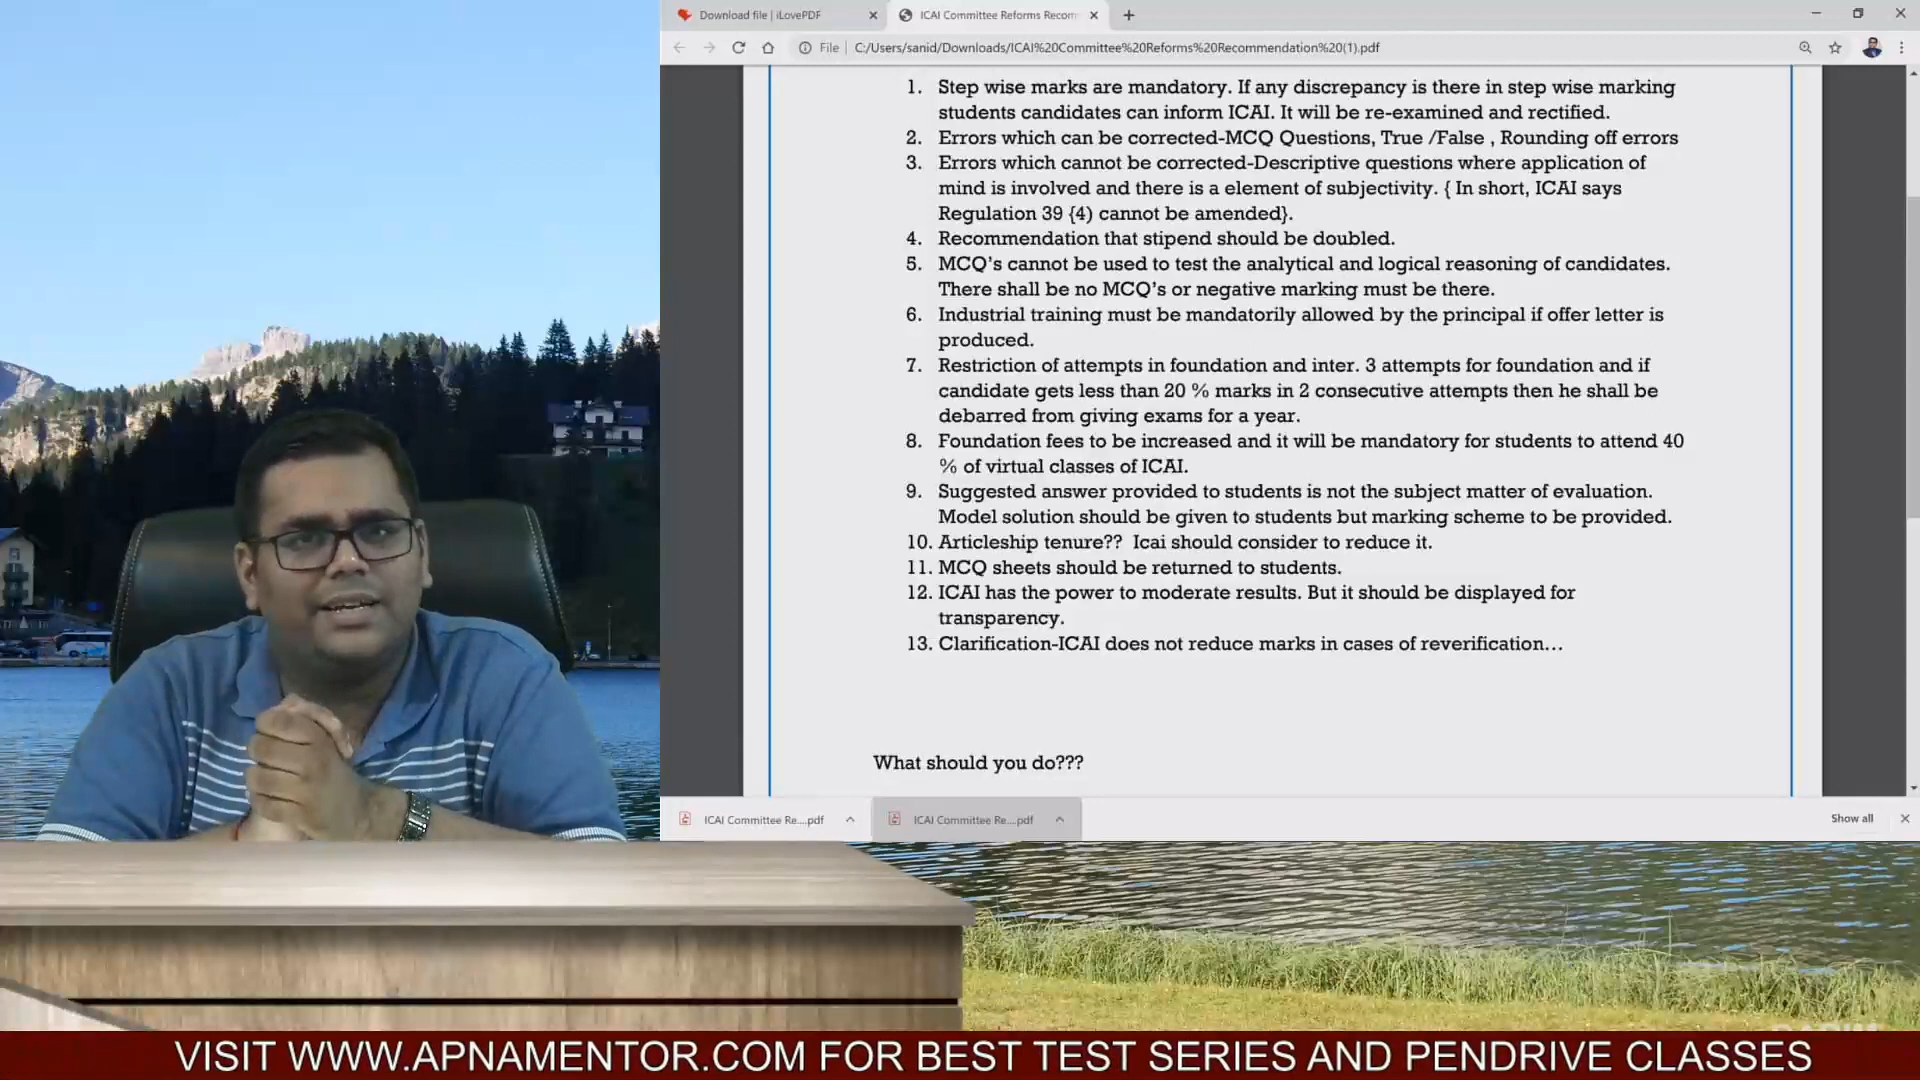 Download file | iLovePDF
ICAI Committee Reforms Recom
File
C:/Users/sanid/Downloads/ICAI%20Committee%20Reforms%20Recommendation%20(1).pdf
1. Step wise marks are mandatory. If any discrepancy is there in step wise marking
students candidates can inform ICAI. It will be re-examined and rectified.
2. Errors which can be corrected-MCQ Questions, True /False , Rounding off errors
3. Errors which cannot be corrected-Descriptive questions where application of
mind is involved and there is a element of subjectivity. { In short, ICAI says
Regulation 39 {4) cannot be amended}.
4. Recommendation that stipend should be doubled.
5. MCQ's cannot be used to test the analytical and logical reasoning of candidates.
There shall be no MCQ's or negative marking must be there.
6. Industrial training must be mandatorily allowed by the principal if offer letter is
produced.
7. Restriction of attempts in foundation and inter. 3 attempts for foundation and if
candidate gets less than 20 % marks in 2 consecutive attempts then he shall be
debarred from giving exams for a year.
8. Foundation fees to be increased and it will be mandatory for students to attend 40
% of virtual classes of ICAI.
9. Suggested answer provided to students is not the subject matter of evaluation.
Model solution should be given to students but marking scheme to be provided.
10. Articleship tenure?? Icai should consider to reduce it.
11. MCQ sheets should be returned to students.
12. ICAI has the power to moderate results. But it should be displayed for
transparency.
13. Clarification-ICAI does not reduce marks in cases of reverification...
What should you do???
ICAI Committee Re....pdf
ICAI Committee Re....pdf
Show all
VISIT WWW.APNAMENTOR.COM FOR BEST TEST SERIES AND PENDRIVE CLASSES